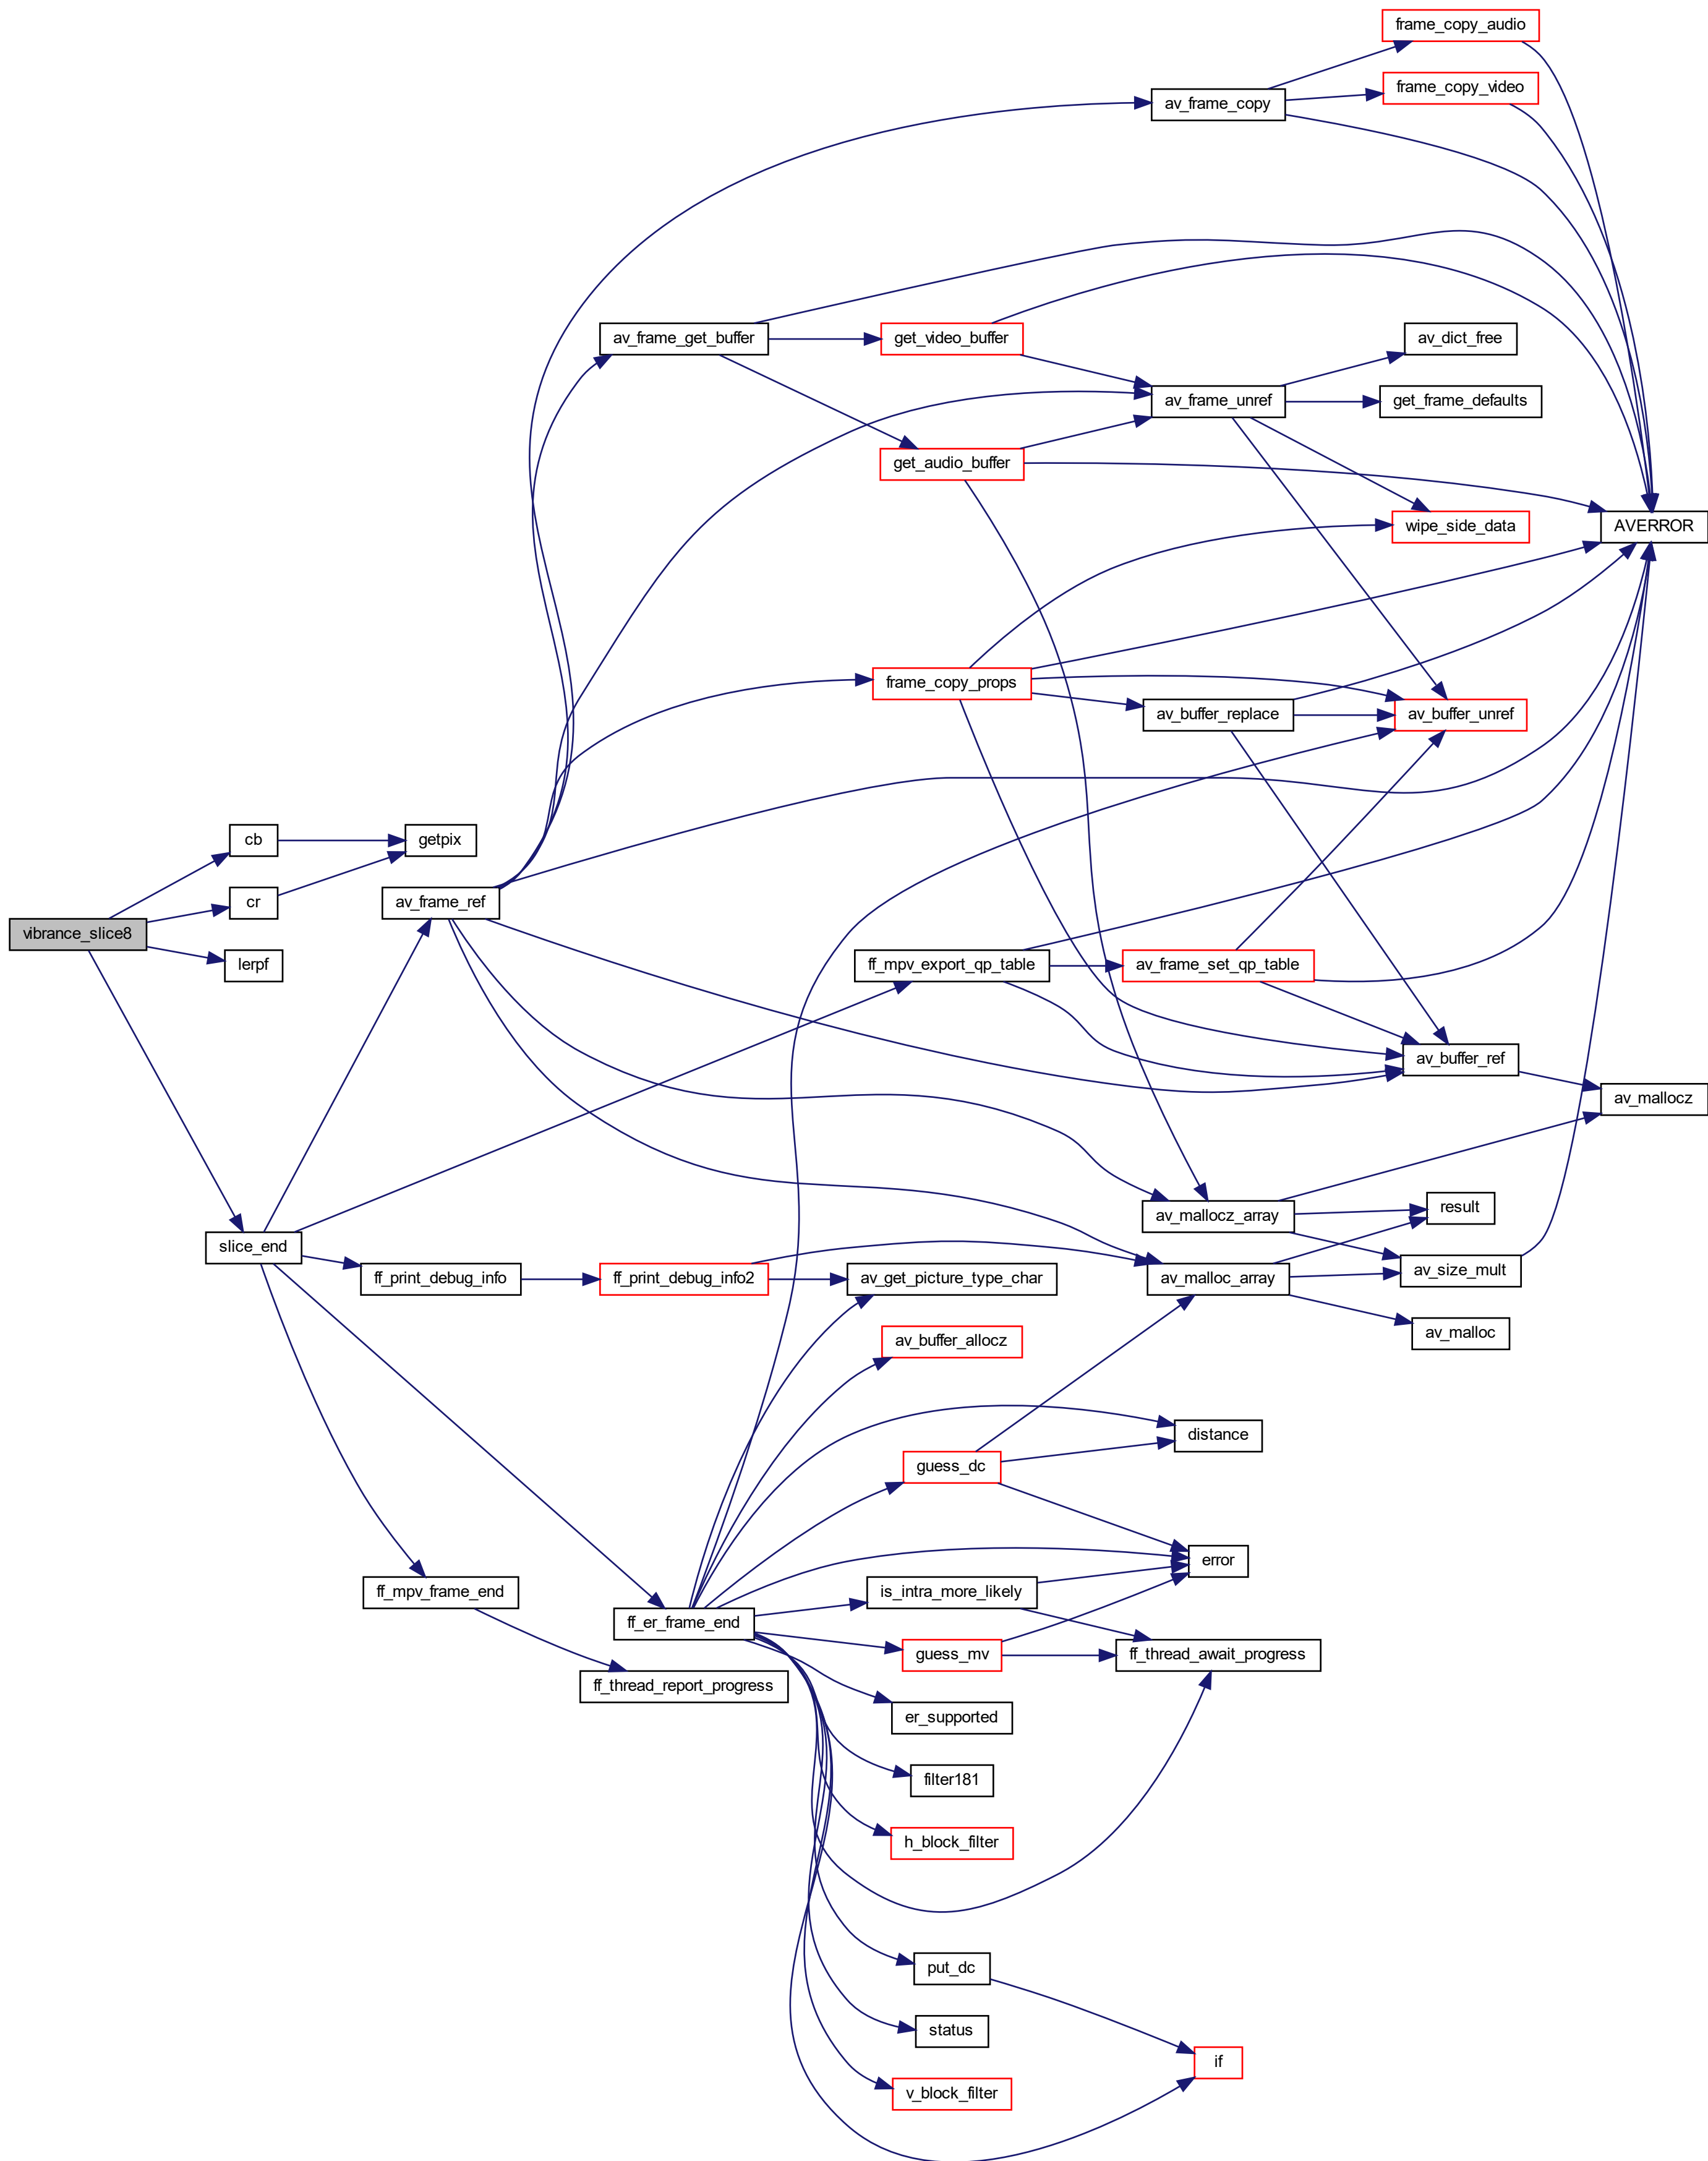 frame_copy_audio
frame_copy_video
av_frame_copy
av_frame_get_buffer
get_video_buffer
av_dict_free
av_frame_unref
get_frame_defaults
get_audio_buffer
wipe_side_data
AVERROR
frame_copy_props
av_buffer_replace
av_buffer_unref
cb
getpix
cr
av_frame_ref
vibrance_slice8
lerpf
ff_mpv_export_qp_table
av_frame_set_qp_table
av_buffer_ref
av_mallocz
av_mallocz_array
result
slice_end
ff_print_debug_info
ff_print_debug_info2
av_get_picture_type_char
av_malloc_array
av_size_mult
av_malloc
av_buffer_allocz
distance
guess_dc
error
ff_mpv_frame_end
is_intra_more_likely
ff_er_frame_end
guess_mv
ff_thread_await_progress
ff_thread_report_progress
er_supported
filter181
h_block_filter
put_dc
status
if
v_block_filter